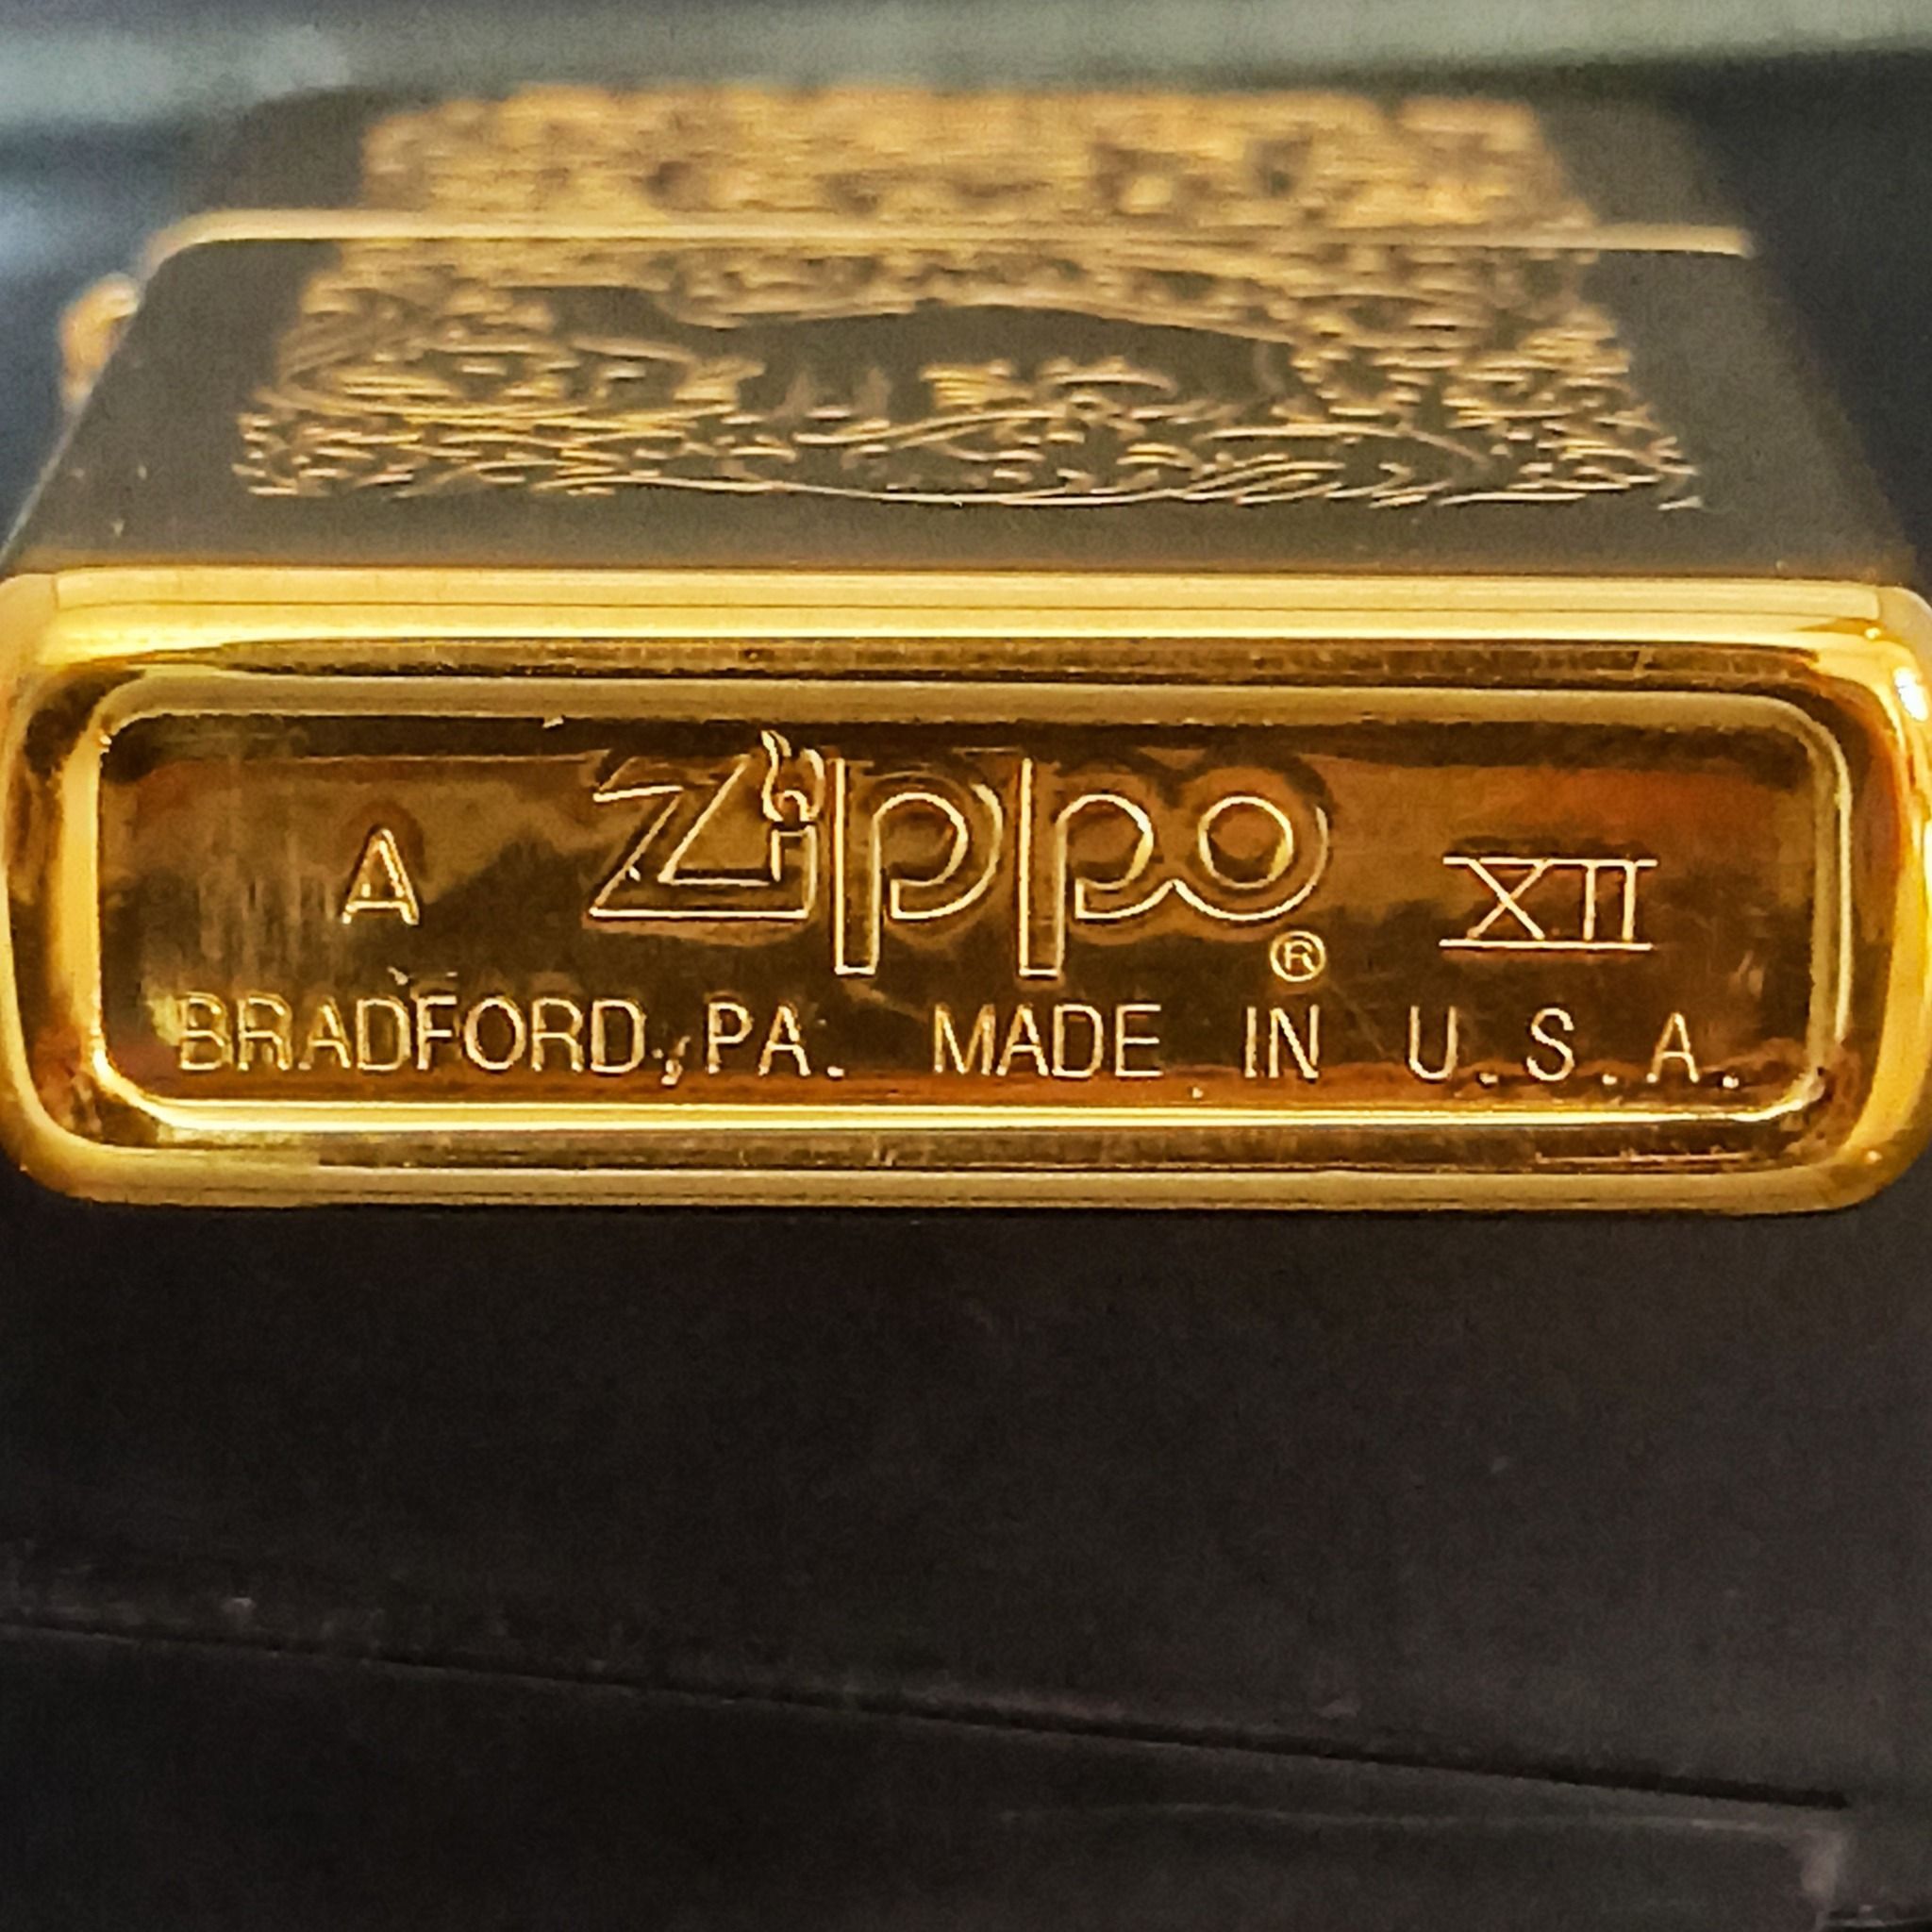 A Zippo® XII
BRADFORD, PA. MADE IN U.S.A.